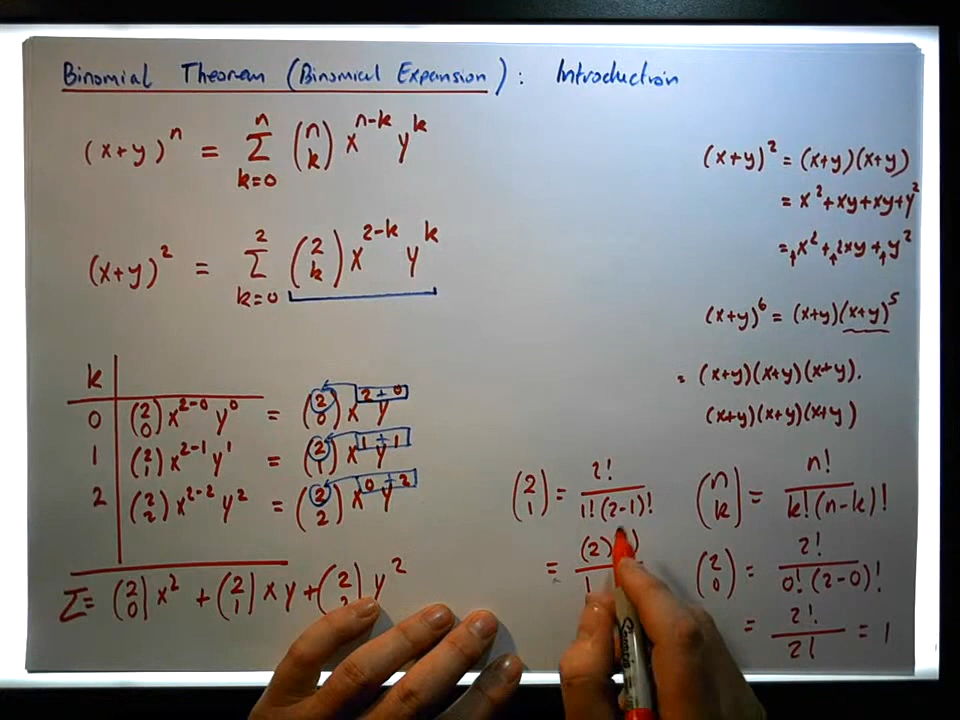 Binomial Theorem (Binomical Expansion): Introduction
(x+y)^n = Σ_{k=0}^{n} (n k) x^{n-k} y^k
(x+y)^2 = Σ_{k=0}^{2} (2 k) x^{2-k} y^k
k
0 (2 0) x^{2-0} y^0 = (2 0) x^2 + y^0
1 (2 1) x^{2-1} y^1 = (2 1) x^1 + y^1
2 (2 2) x^{2-2} y^2 = (2 2) x^0 + y^2
Σ= (2 0) x^2 + (2 1) xy + (2 2) y^2
(x+y)^2 = (x+y)(x+y)
= x^2 + xy + xy + y^2
= 1x^2 + 12xy + 1y^2
(x+y)^6 = (x+y)(x+y)^5
= (x+y)(x+y)(x+y).
(x+y)(x+y)(x+y)
(2 1) = 2! / 1!(2-1)!
= (2) / 1
(n k) = n! / k!(n-k)!
(2 0) = 2! / 0!(2-0)!
= 2! / 2! = 1